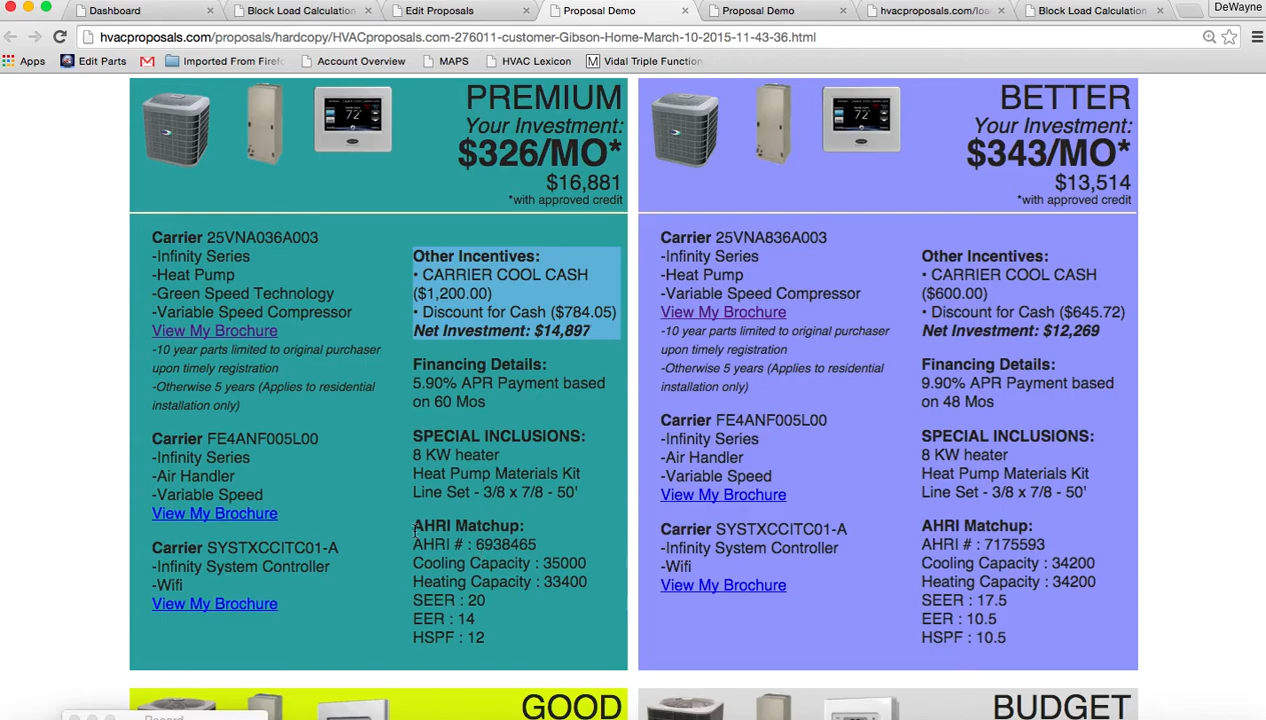 Dashboard
Block Load Calculation
Edit Proposals
Proposal Demo
Proposal Demo
hvacproposals.com/loa
Block Load Calculation
DeWayne
hvacproposals.com/proposals/hardcopy/HVACproposals.com-276011-customer-Gibson-Home-March-10-2015-11-43-36.html
Apps
Edit Parts
Imported From Firef
Account Overview
MAPS
HVAC Lexicon
Vidal Triple Function
PREMIUM
Your Investment:
$326/MO*
$16,881
*with approved credit
72°
Carrier 25VNA036A003
-Infinity Series
-Heat Pump
-Green Speed Technology
-Variable Speed Compressor
View My Brochure
-10 year parts limited to original purchaser
upon timely registration
-Otherwise 5 years (Applies to residential
installation only)
Carrier FE4ANF005L00
-Infinity Series
-Air Handler
-Variable Speed
View My Brochure
Carrier SYSTXCCITC01-A
-Infinity System Controller
-Wifi
View My Brochure
Other Incentives:
• CARRIER COOL CASH
($1,200.00)
• Discount for Cash ($784.05)
Net Investment: $14,897
Financing Details:
5.90% APR Payment based
on 60 Mos
SPECIAL INCLUSIONS:
8 KW heater
Heat Pump Materials Kit
Line Set - 3/8 x 7/8 - 50'
AHRI Matchup:
AHRI # : 6938465
Cooling Capacity : 35000
Heating Capacity : 33400
SEER : 20
EER : 14
HSPF : 12
BETTER
Your Investment:
$343/MO*
$13,514
*with approved credit
72°
Carrier 25VNA836A003
-Infinity Series
-Heat Pump
-Variable Speed Compressor
View My Brochure
-10 year parts limited to original purchaser
upon timely registration
-Otherwise 5 years (Applies to residential
installation only)
Carrier FE4ANF005L00
-Infinity Series
-Air Handler
-Variable Speed
View My Brochure
Carrier SYSTXCCITC01-A
-Infinity System Controller
-Wifi
View My Brochure
Other Incentives:
• CARRIER COOL CASH
($600.00)
• Discount for Cash ($645.72)
Net Investment: $12,269
Financing Details:
9.90% APR Payment based
on 48 Mos
SPECIAL INCLUSIONS:
8 KW heater
Heat Pump Materials Kit
Line Set - 3/8 x 7/8 - 50'
AHRI Matchup:
AHRI # : 7175593
Cooling Capacity : 34200
Heating Capacity : 34200
SEER : 17.5
EER : 10.5
HSPF : 10.5
GOOD
BUDGET
Record